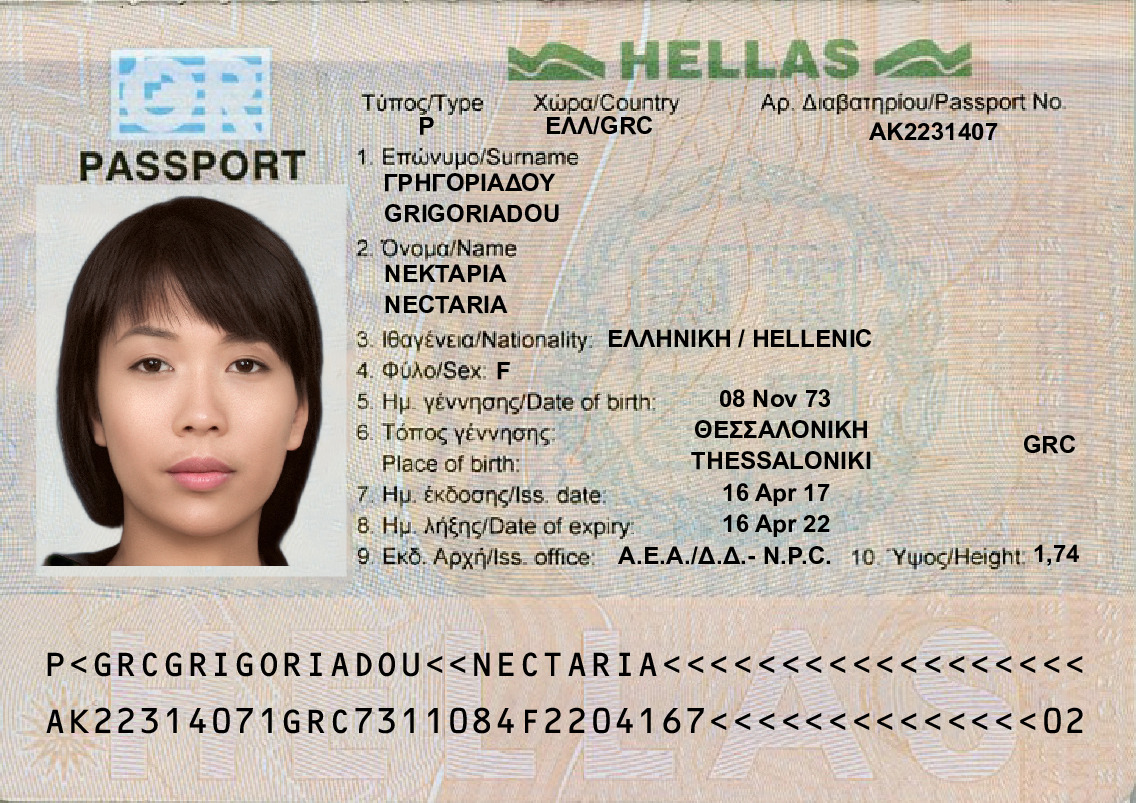 GR
HELLAS
PASSPORT
Τύπος/Type Χώρα/Country Αρ. Διαβατηρίου/Passport No.
P ΕΛΛ/GRC AK2231407
1. Επώνυμο/Surname
ΓΡΗΓΟΡΙΑΔΟΥ
GRIGORIADOU
2. Όνομα/Name
ΝΕΚΤΑΡΙΑ
NECTARIA
3. Ιθαγένεια/Nationality: ΕΛΛΗΝΙΚΗ / HELLENIC
4. Φύλο/Sex: F
5. Ημ. γέννησης/Date of birth: 08 Nov 73
6. Τόπος γέννησης: ΘΕΣΣΑΛΟΝΙΚΗ
Place of birth: THESSALONIKI GRC
7. Ημ. έκδοσης/Iss. date: 16 Apr 17
8. Ημ. λήξης/Date of expiry: 16 Apr 22
9 Εκδ. Αρχή/Iss. office: Α.Ε.Α./Δ.Δ.- N.P.C. 10. Ύψος/Height: 1,74
HELLAS
P<GRCGRIGORIADOU<<NECTARIA<<<<<<<<<<<<<<<<<<
AK22314071GRC7311084F2204167<<<<<<<<<<<<<<02